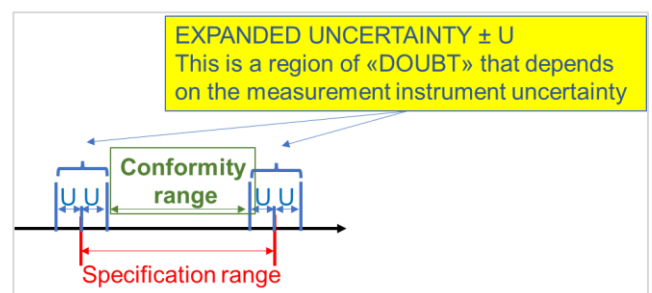 EXPANDED UNCERTAINTY ± U
This is a region of «DOUBT» that depends
on the measurement instrument uncertainty
Conformity
range
U U
U U
Specification range